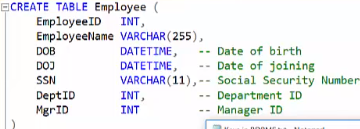 CREATE TABLE Employee (
EmployeeID INT,
EmployeeName VARCHAR(255),
DOB DATETIME, -- Date of birth
DOJ DATETIME, -- Date of joining
SSN VARCHAR(11),-- Social Security Number
DeptID INT, -- Department ID
MgrID INT -- Manager ID
)